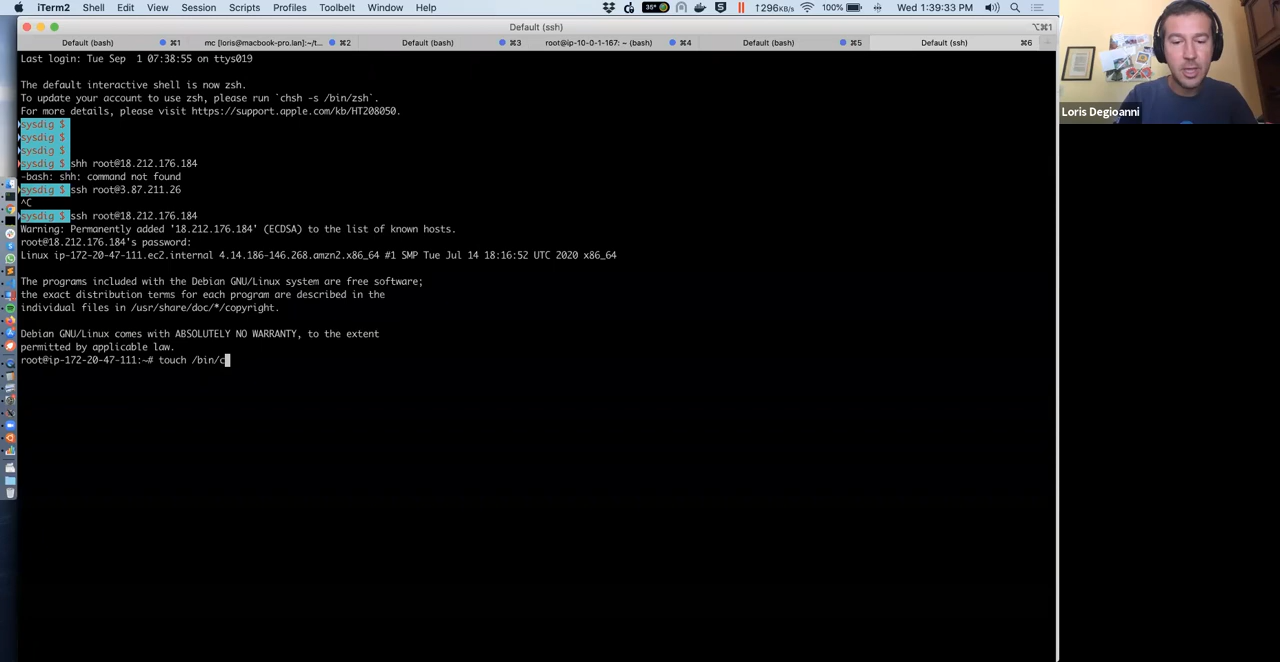 iTerm2 Shell Edit View Session Scripts Profiles Toolbelt Window Help 35° 1296KB/s 100% Wed 1:39:33 PM
Default (ssh) ⌥⌘1
Default (bash) ⌘1 mc [loris@macbook-pro.lan]:~/t... ⌘2 Default (bash) ⌘3 root@ip-10-0-1-167: ~ (bash) ⌘4 Default (bash) ⌘5 Default (ssh) ⌘6
Last login: Tue Sep  1 07:38:55 on ttys019
The default interactive shell is now zsh.
To update your account to use zsh, please run `chsh -s /bin/zsh`.
For more details, please visit https://support.apple.com/kb/HT208050.
sysdig $
sysdig $
sysdig $
sysdig $ shh root@18.212.176.184
-bash: shh: command not found
sysdig $ ssh root@3.87.211.26
^C
sysdig $ ssh root@18.212.176.184
Warning: Permanently added '18.212.176.184' (ECDSA) to the list of known hosts.
root@18.212.176.184's password:
Linux ip-172-20-47-111.ec2.internal 4.14.186-146.268.amzn2.x86_64 #1 SMP Tue Jul 14 18:16:52 UTC 2020 x86_64
The programs included with the Debian GNU/Linux system are free software;
the exact distribution terms for each program are described in the
individual files in /usr/share/doc/*/copyright.
Debian GNU/Linux comes with ABSOLUTELY NO WARRANTY, to the extent
permitted by applicable law.
root@ip-172-20-47-111:~# touch /bin/c
Loris Degioanni